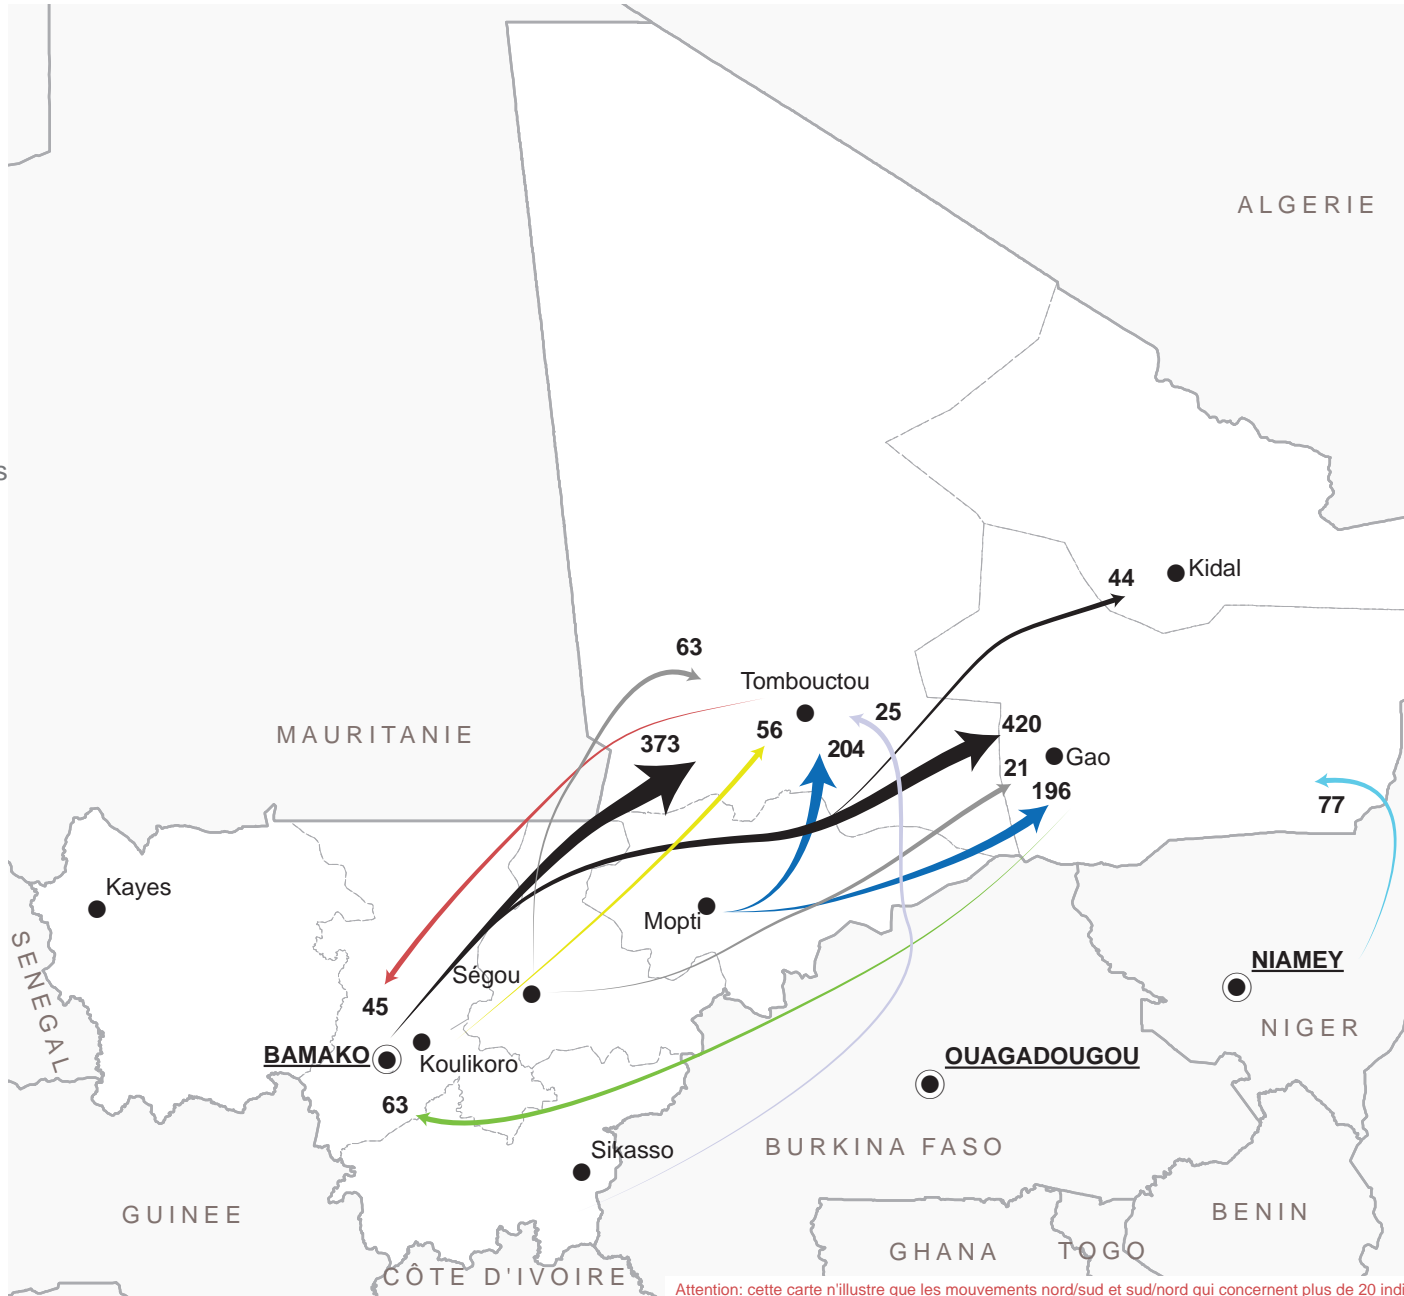 ALGERIE
s
44
Kidal
63
Tombouctou
25
MAURITANIE
373
56
204
420
21
Gao
196
77
Kayes
Mopti
SENEGAL
Ségou
NIAMEY
45
NIGER
BAMAKO
Koulikoro
OUAGADOUGOU
63
Sikasso
BURKINA FASO
GUINEE
BENIN
GHANA
TOGO
CÔTE D'IVOIRE
Attention: cette carte n'illustre que les mouvements nord/sud et sud/nord qui concernent plus de 20 indi